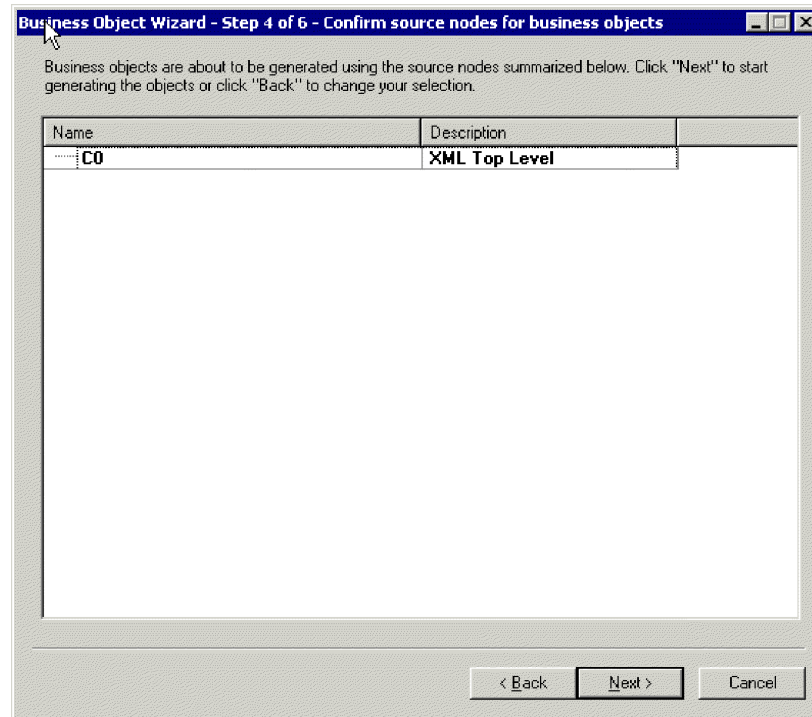 Business Object Wizard - Step 4 of 6 - Confirm source nodes for business objects
Business objects are about to be generated using the source nodes summarized below. Click "Next" to start
generating the objects or click "Back" to change your selection.
Name Description
C0 XML Top Level
< Back Next > Cancel